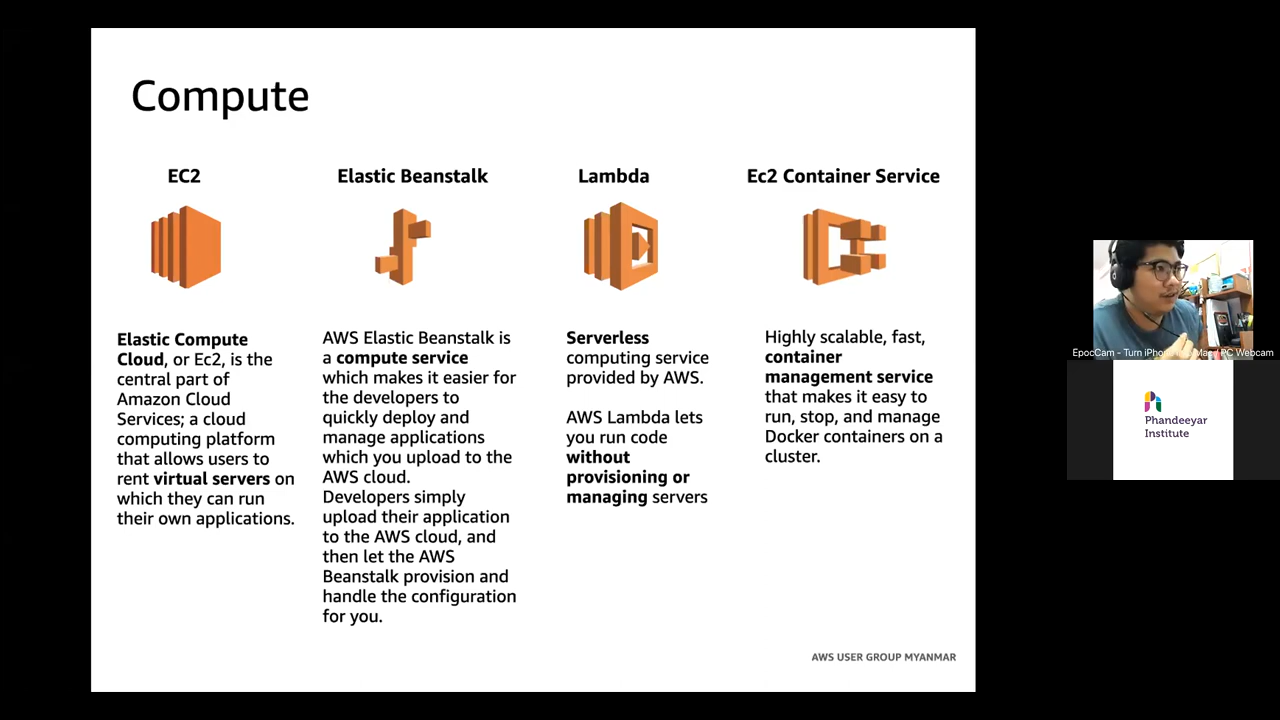 Compute
EC2
Elastic Compute
Cloud, or Ec2, is the
central part of
Amazon Cloud
Services; a cloud
computing platform
that allows users to
rent virtual servers on
which they can run
their own applications.
Elastic Beanstalk
AWS Elastic Beanstalk is
a compute service
which makes it easier for
the developers to
quickly deploy and
manage applications
which you upload to the
AWS cloud.
Developers simply
upload their application
to the AWS cloud, and
then let the AWS
Beanstalk provision and
handle the configuration
for you.
Lambda
Serverless
computing service
provided by AWS.
AWS Lambda lets
you run code
without
provisioning or
managing servers
Ec2 Container Service
Highly scalable, fast,
container
management service
that makes it easy to
run, stop, and manage
Docker containers on a
cluster.
AWS USER GROUP MYANMAR
EpocCam - Turn iPhone Mac / PC Webcam
Phandeeyar
Institute